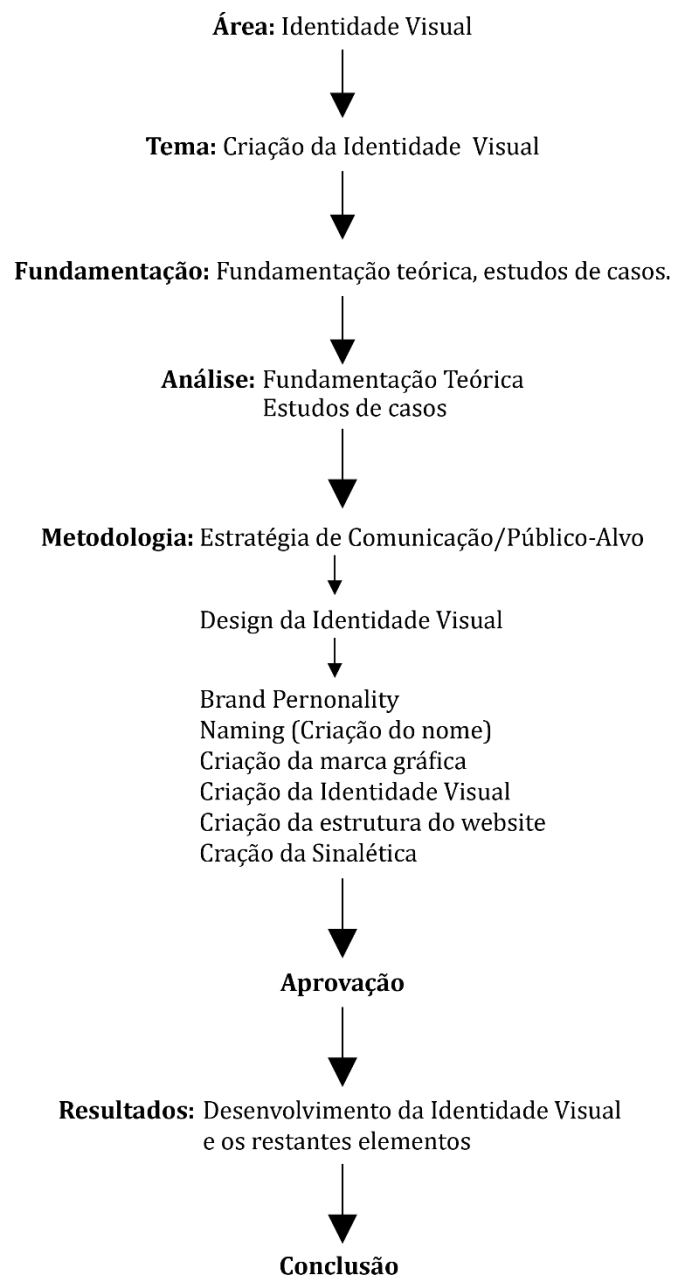 Área: Identidade Visual
Tema: Criação da Identidade Visual
Fundamentação: Fundamentação teórica, estudos de casos.
Análise: Fundamentação Teórica
Estudos de casos
Metodologia: Estratégia de Comunicação/Público-Alvo
Design da Identidade Visual
Brand Pernonality
Naming (Criação do nome)
Criação da marca gráfica
Criação da Identidade Visual
Criação da estrutura do website
Cração da Sinalética
Aprovação
Resultados: Desenvolvimento da Identidade Visual
e os restantes elementos
Conclusão